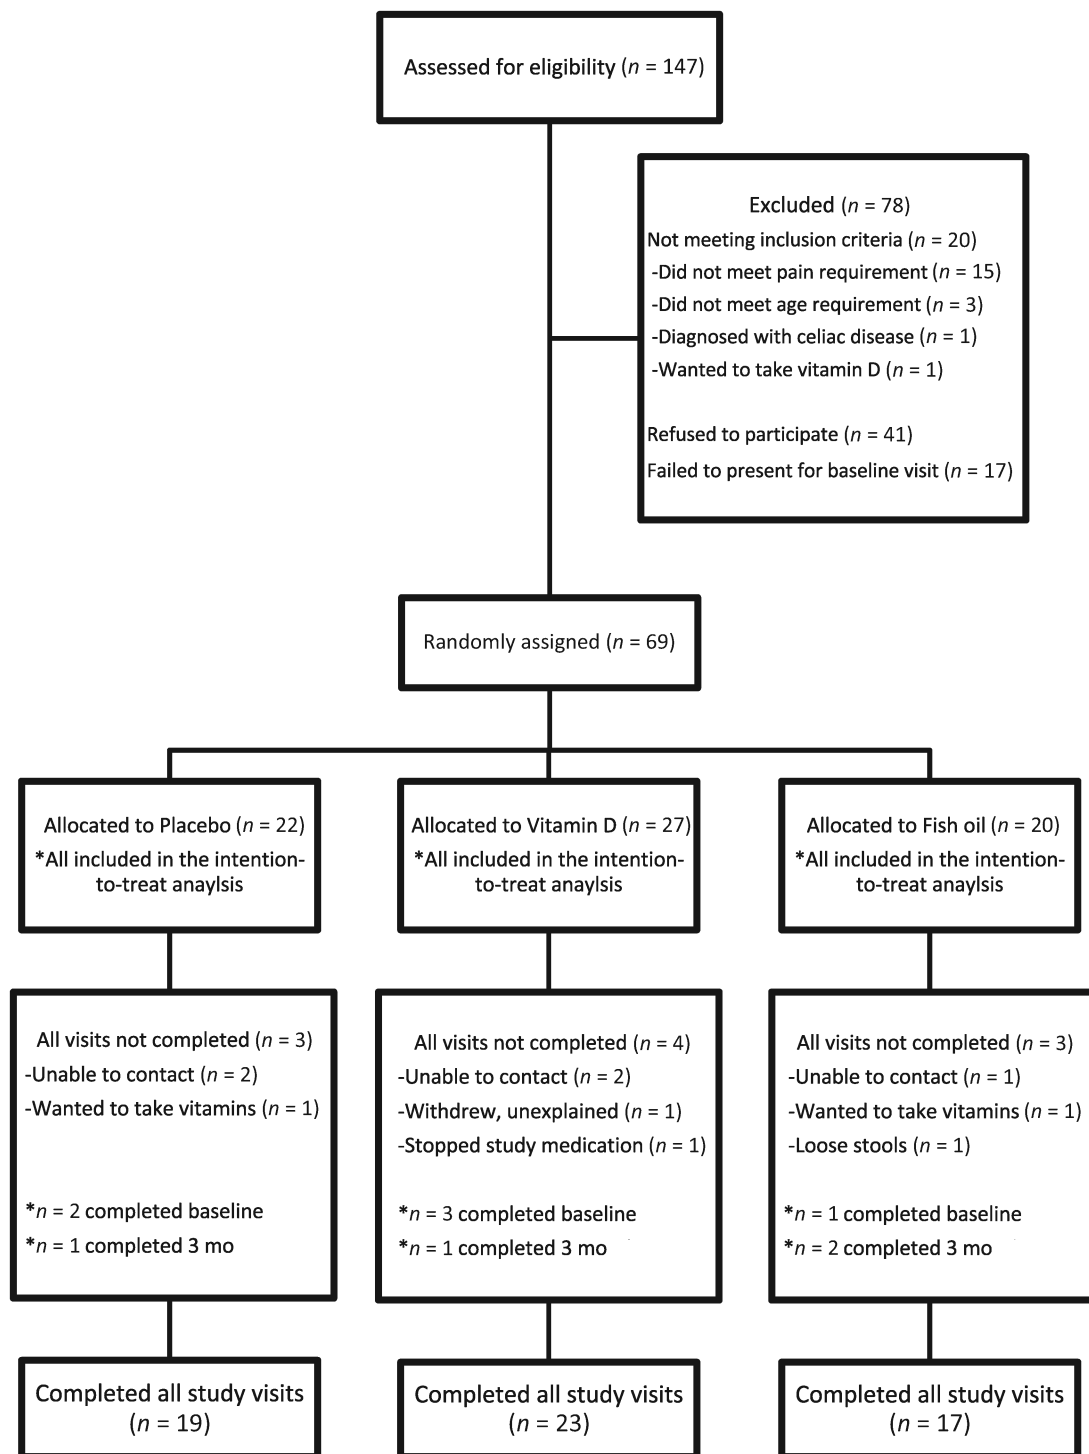 Assessed for eligibility (n = 147)
Excluded (n = 78)
Not meeting inclusion criteria (n = 20)
-Did not meet pain requirement (n = 15)
-Did not meet age requirement (n = 3)
-Diagnosed with celiac disease (n = 1)
-Wanted to take vitamin D (n = 1)
Refused to participate (n = 41)
Failed to present for baseline visit (n = 17)
Randomly assigned (n = 69)
Allocated to Placebo (n = 22)
*All included in the intention-
to-treat anaylsis
Allocated to Vitamin D (n = 27)
*All included in the intention-
to-treat anaylsis
Allocated to Fish oil (n = 20)
*All included in the intention-
to-treat anaylsis
All visits not completed (n = 3)
-Unable to contact (n = 2)
-Wanted to take vitamins (n = 1)
*n = 2 completed baseline
*n = 1 completed 3 mo
All visits not completed (n = 4)
-Unable to contact (n = 2)
-Withdrew, unexplained (n = 1)
-Stopped study medication (n = 1)
*n = 3 completed baseline
*n = 1 completed 3 mo
All visits not completed (n = 3)
-Unable to contact (n = 1)
-Wanted to take vitamins (n = 1)
-Loose stools (n = 1)
*n = 1 completed baseline
*n = 2 completed 3 mo
Completed all study visits
(n = 19)
Completed all study visits
(n = 23)
Completed all study visits
(n = 17)